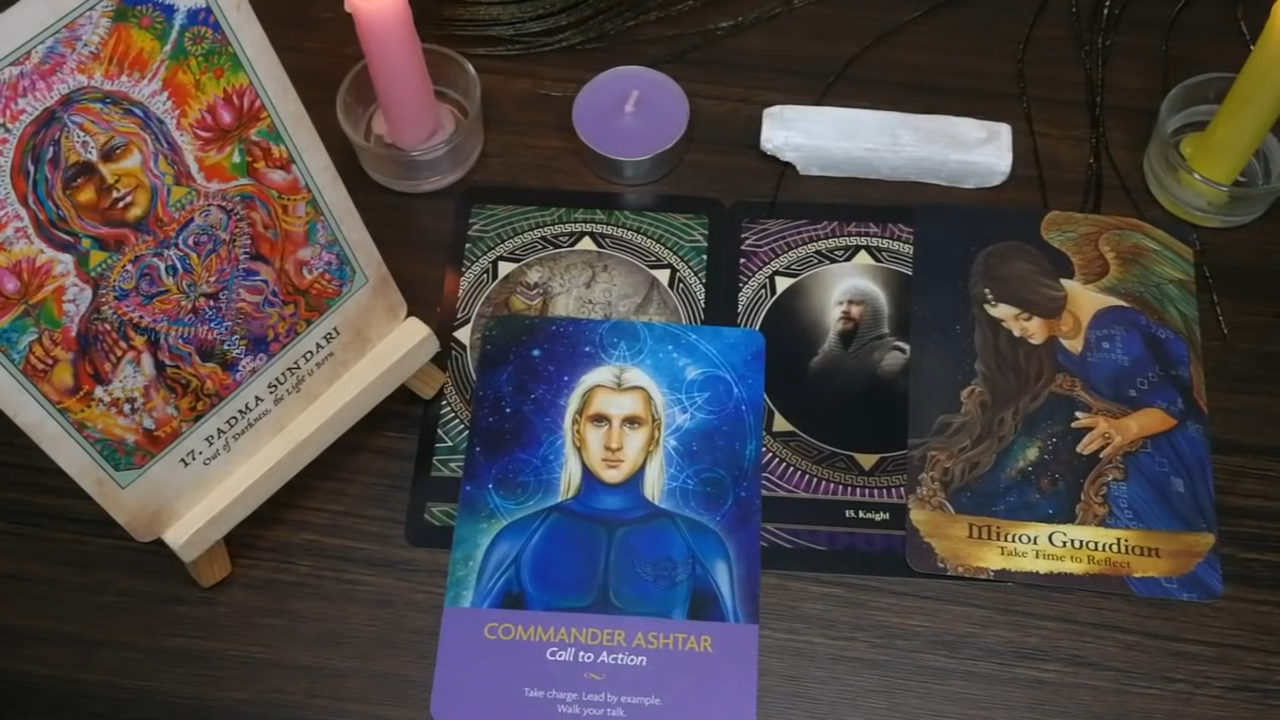 17. PADMA SUNDARI
Out of Darkness, the Light is Born
15. Knight
Mirror Guardian
Take Time to Reflect
COMMANDER ASHTAR
Call to Action
Take charge. Lead by example.
Walk your talk.